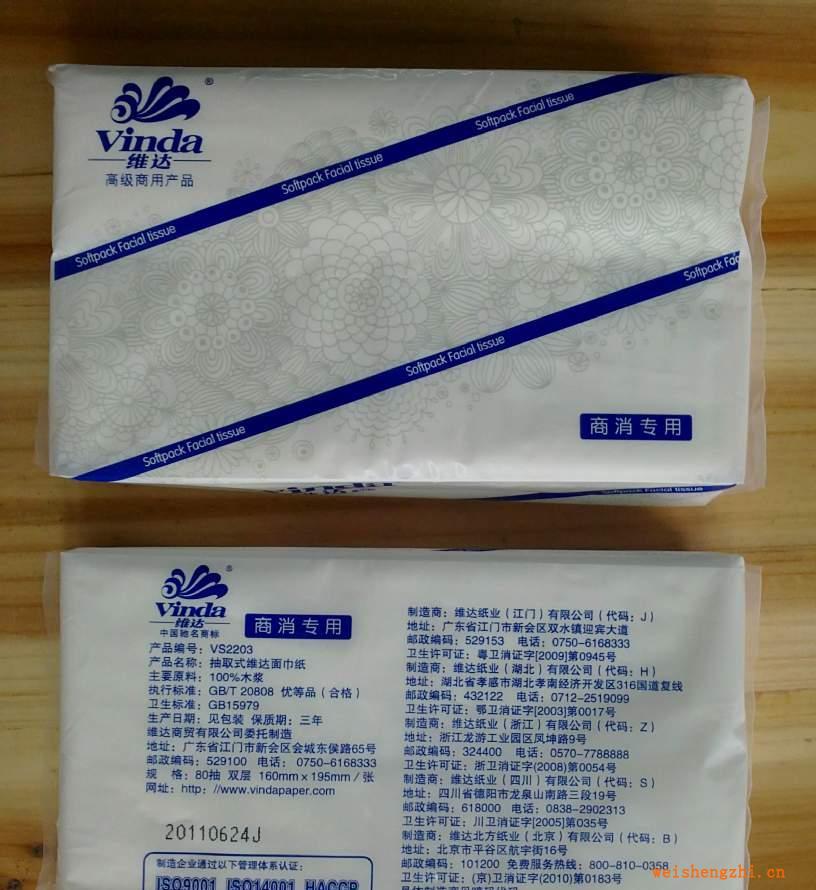 Vinda®
维达
高级商用产品
Softpack Facial tissue
Softpack Facial tissue
Softpack Facial tissue
Softpack Facial tissue
Softpack Facial tissue
Softpack Fac
商消专用
Vinda
维达
Softpack Facial tissue
Vinda®
维达
中国驰名商标
商消专用
产品编号：VS2203
产品名称：抽取式维达面巾纸
主要原料：100%木浆
执行标准：GB/T 20808 优等品（合格）
卫生标准：GB15979
生产日期：见包装 保质期：三年
维达商贸有限公司委托制造
地址：广东省江门市新会区会城东侯路65号
邮政编码：529100 电话：0750-6168333
规 格：80抽 双层 160mm×195mm／张
网址：http：//www.vindapaper.com
20110624J
制造企业通过以下管理体系认证：
ISO9001 ISO14001 HACCP
制造商：维达纸业（江门）有限公司（代码：J）
地址：广东省江门市新会区双水镇迎宾大道
邮政编码：529153 电话：0750-6168333
卫生许可证：粤卫消证字[2009]第0945号
制造商：维达纸业（湖北）有限公司（代码：H）
地址：湖北省孝感市湖北孝南经济开发区316国道复线
邮政编码：432122 电话：0712-2519099
卫生许可证：鄂卫消证字[2003]第0017号
制造商：维达纸业（浙江）有限公司（代码：Z）
地址：浙江龙游工业园区凤坤路9号
邮政编码：324400 电话：0570-7788888
卫生许可证：浙卫消证字(2008)第0054号
制造商：维达纸业（四川）有限公司（代码：S）
地址：四川省德阳市龙泉山南路三段19号
邮政编码：618000 电话：0838-2902313
卫生许可证：川卫消证字[2005]第035号
制造商：维达北方纸业（北京）有限公司（代码：B）
地址：北京市平谷区航宇街16号
邮政编码：101200 免费服务热线：800-810-0358
卫生许可证：(京)卫消证字(2010)第0183号
weishengzhi.cn